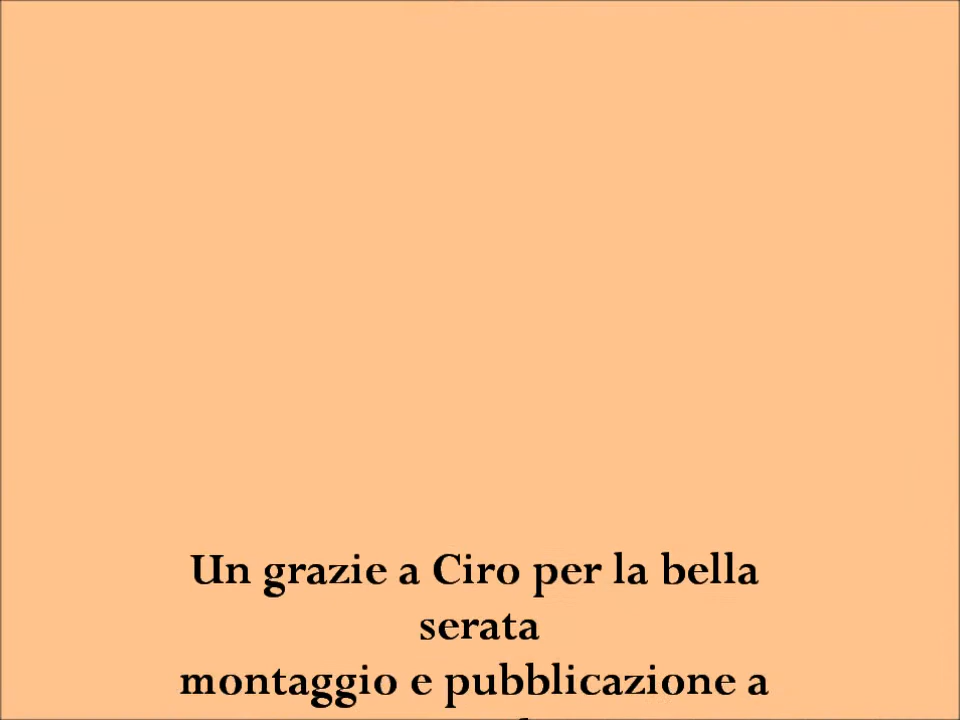 Un grazie a Ciro per la bella
serata
montaggio e pubblicazione a